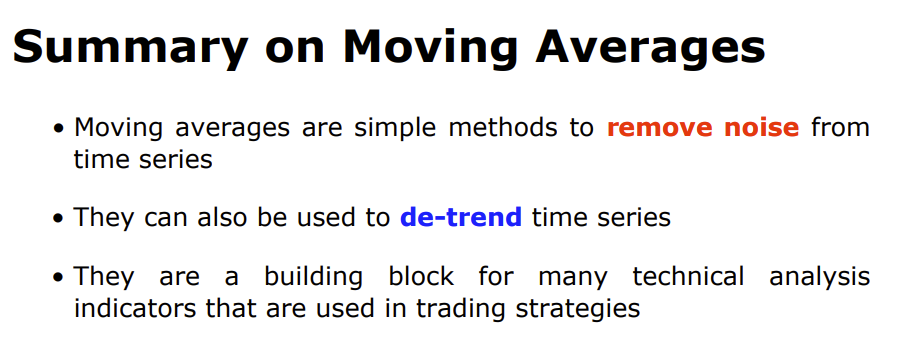 Summary on Moving Averages
• Moving averages are simple methods to remove noise from
time series
• They can also be used to de-trend time series
• They are a building block for many technical analysis
indicators that are used in trading strategies